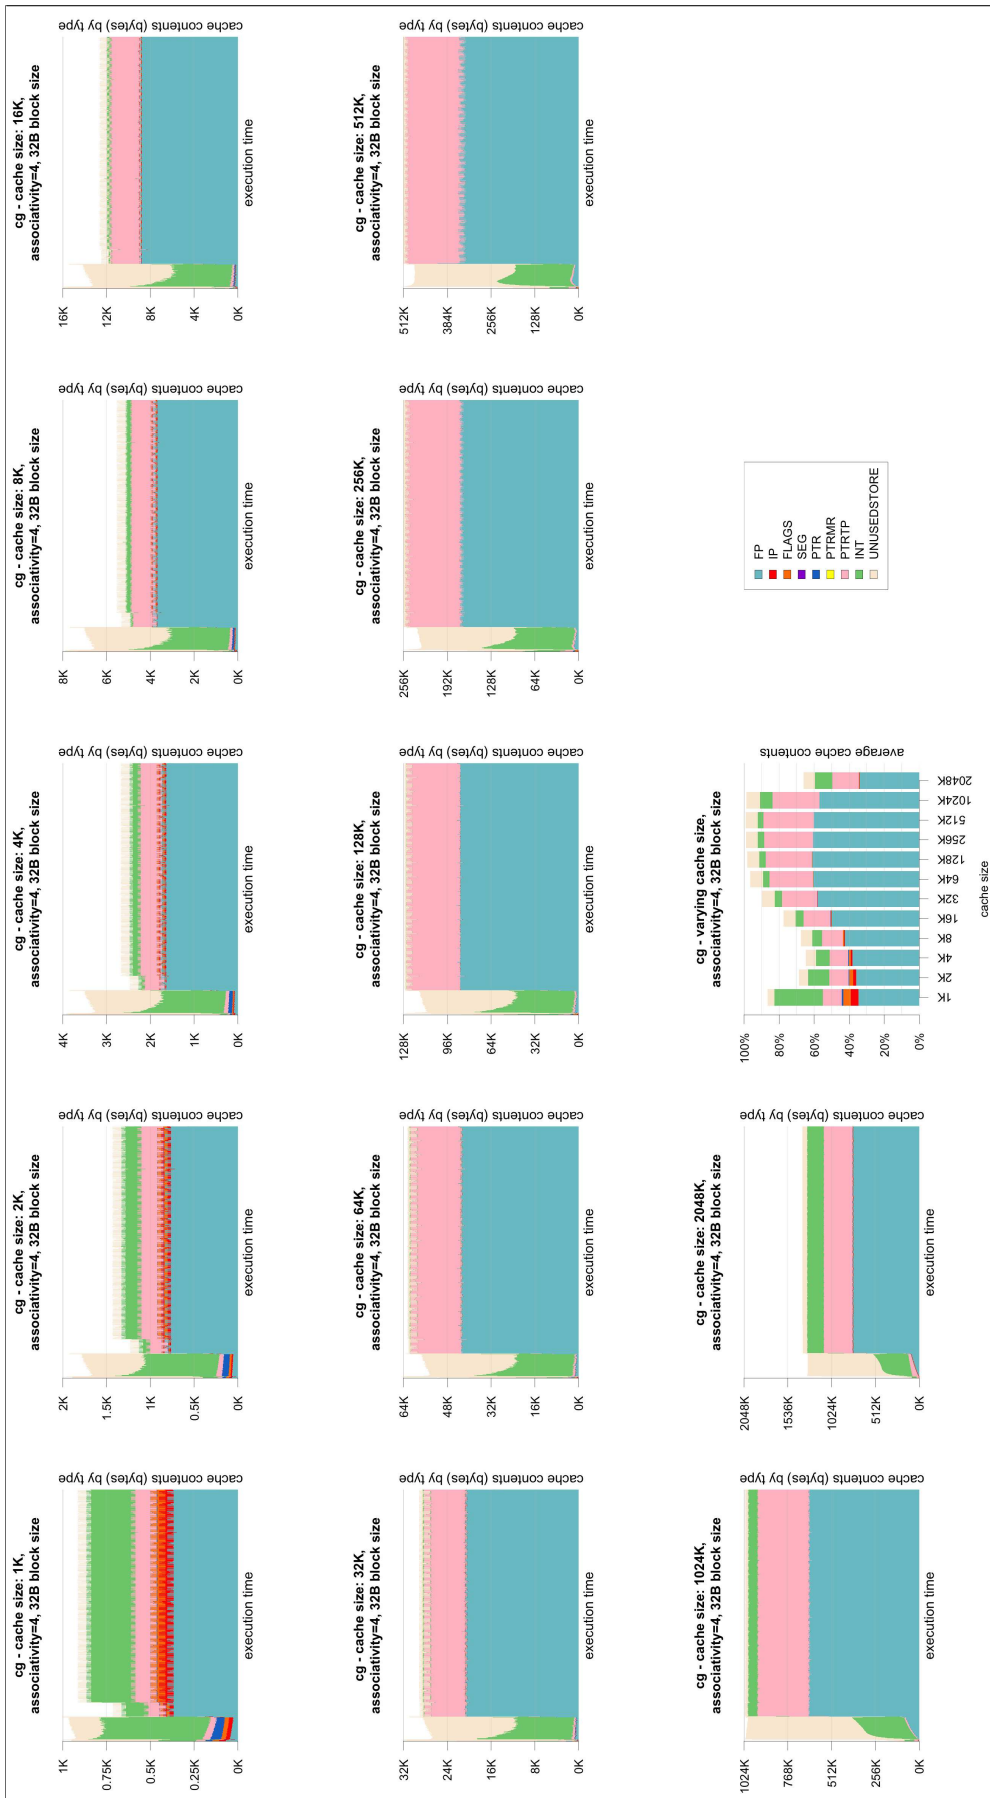 cg - cache size: 1K,
associativity=4, 32B block size
1K
0.75K
0.5K
0.25K
0K
execution time
cache contents (bytes) by type
cg - cache size: 2K,
associativity=4, 32B block size
2K
1.5K
1K
0.5K
0K
execution time
cache contents (bytes) by type
cg - cache size: 4K,
associativity=4, 32B block size
4K
3K
2K
1K
0K
execution time
cache contents (bytes) by type
cg - cache size: 8K,
associativity=4, 32B block size
8K
6K
4K
2K
0K
execution time
cache contents (bytes) by type
cg - cache size: 16K,
associativity=4, 32B block size
16K
12K
8K
4K
0K
execution time
cache contents (bytes) by type
cg - cache size: 32K,
associativity=4, 32B block size
32K
24K
16K
8K
0K
execution time
cache contents (bytes) by type
cg - cache size: 64K,
associativity=4, 32B block size
64K
48K
32K
16K
0K
execution time
cache contents (bytes) by type
cg - cache size: 128K,
associativity=4, 32B block size
128K
96K
64K
32K
0K
execution time
cache contents (bytes) by type
cg - cache size: 256K,
associativity=4, 32B block size
256K
192K
128K
64K
0K
execution time
cache contents (bytes) by type
cg - cache size: 512K,
associativity=4, 32B block size
512K
384K
256K
128K
0K
execution time
cache contents (bytes) by type
cg - cache size: 1024K,
associativity=4, 32B block size
1024K
768K
512K
256K
0K
execution time
cache contents (bytes) by type
cg - cache size: 2048K,
associativity=4, 32B block size
2048K
1536K
1024K
512K
0K
execution time
cache contents (bytes) by type
cg - varying cache size,
associativity=4, 32B block size
100%
80%
60%
40%
20%
0%
1K
2K
4K
8K
16K
32K
64K
128K
256K
512K
1024K
2048K
cache size
average cache contents
FP
IP
FLAGS
SEG
PTR
PTRMR
PTRTP
INT
UNUSEDSTORE